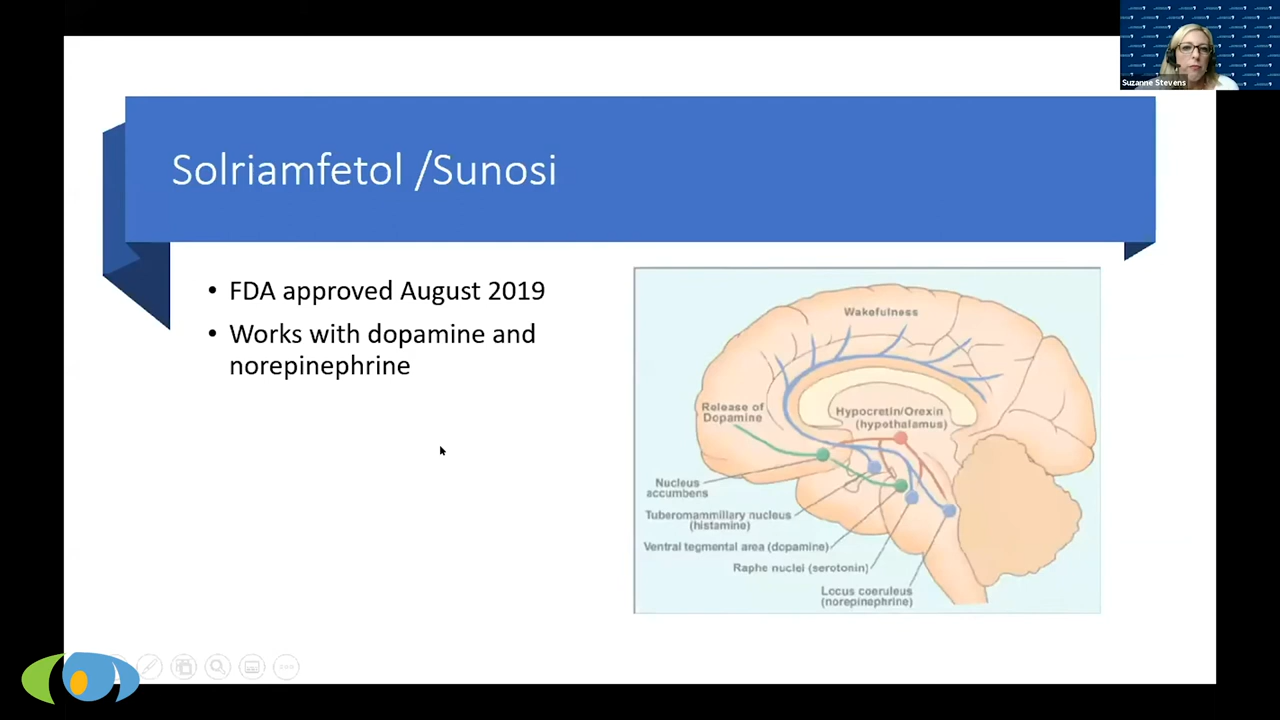 Suzanne Stevens
Solriamfetol /Sunosi
• FDA approved August 2019
• Works with dopamine and
norepinephrine
Wakefulness
Release of
Dopamine
Hypocretin/Orexin
(hypothalamus)
Nucleus
accumbens
Tuberomammillary nucleus
(histamine)
Ventral tegmental area (dopamine)
Raphe nuclei (serotonin)
Locus coeruleus
(norepinephrine)